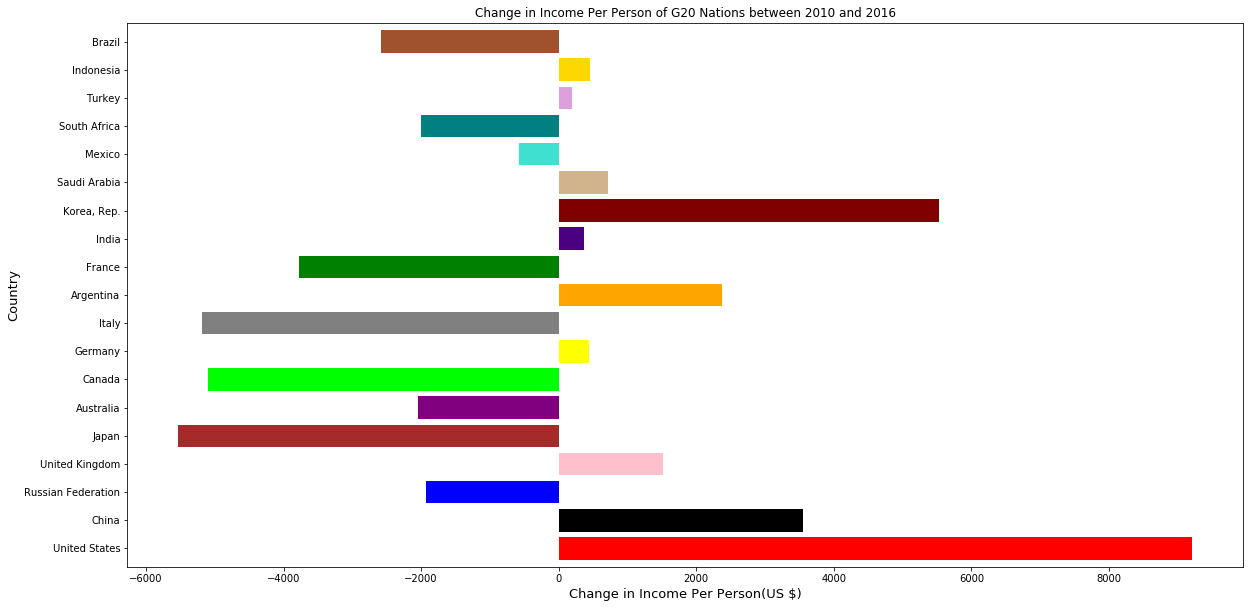 Change in Income Per Person of G20 Nations between 2010 and 2016
Country
Brazil
Indonesia
Turkey
South Africa
Mexico
Saudi Arabia
Korea, Rep.
India
France
Argentina
Italy
Germany
Canada
Australia
Japan
United Kingdom
Russian Federation
China
United States
−6000 −4000 −2000 0 2000 4000 6000 8000
Change in Income Per Person(US $)